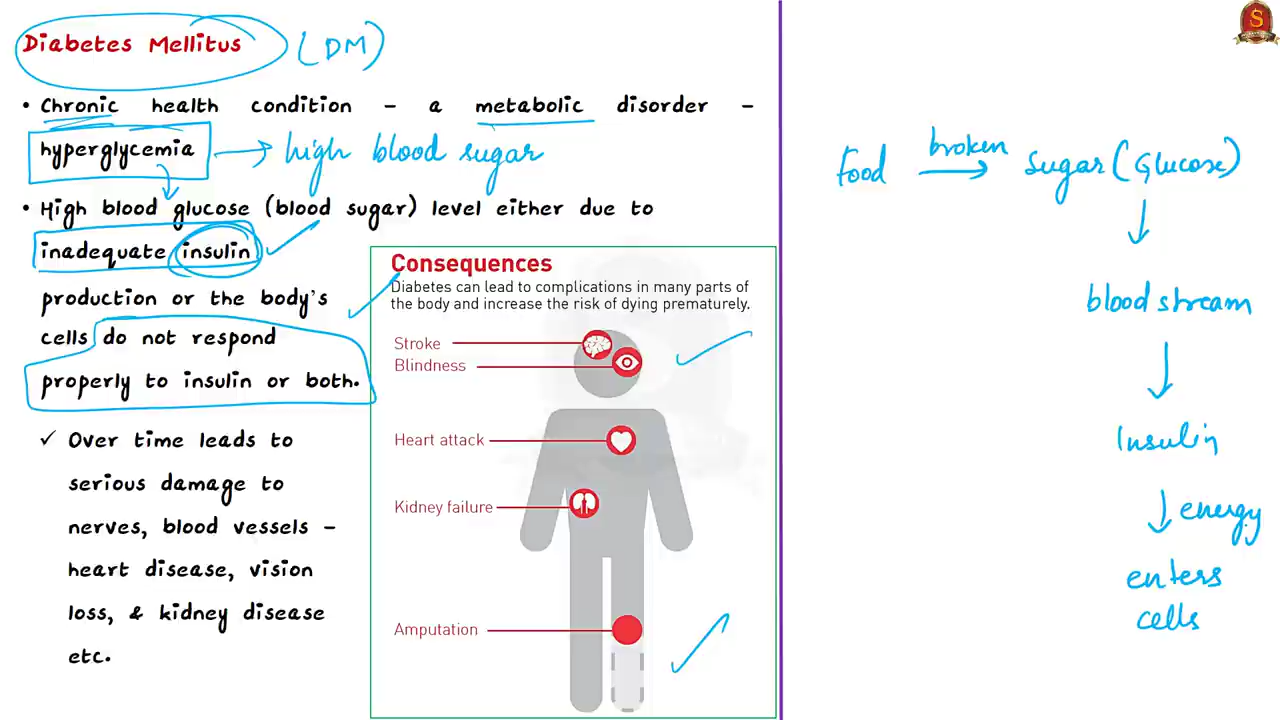 Diabetes Mellitus (DM)
• Chronic health condition - a metabolic disorder -
hyperglycemia → high blood sugar
• High blood glucose (blood sugar) level either due to
inadequate insulin
production or the body's
cells do not respond
properly to insulin or both.
✓ Over time leads to
serious damage to
nerves, blood vessels -
heart disease, vision
loss, & kidney disease
etc.
Consequences
Diabetes can lead to complications in many parts of
the body and increase the risk of dying prematurely.
Stroke
Blindness
Heart attack
Kidney failure
Amputation
Food broken → Sugar (Glucose)
↓
blood stream
↓
Insulin
↓ energy
enters
cells
S